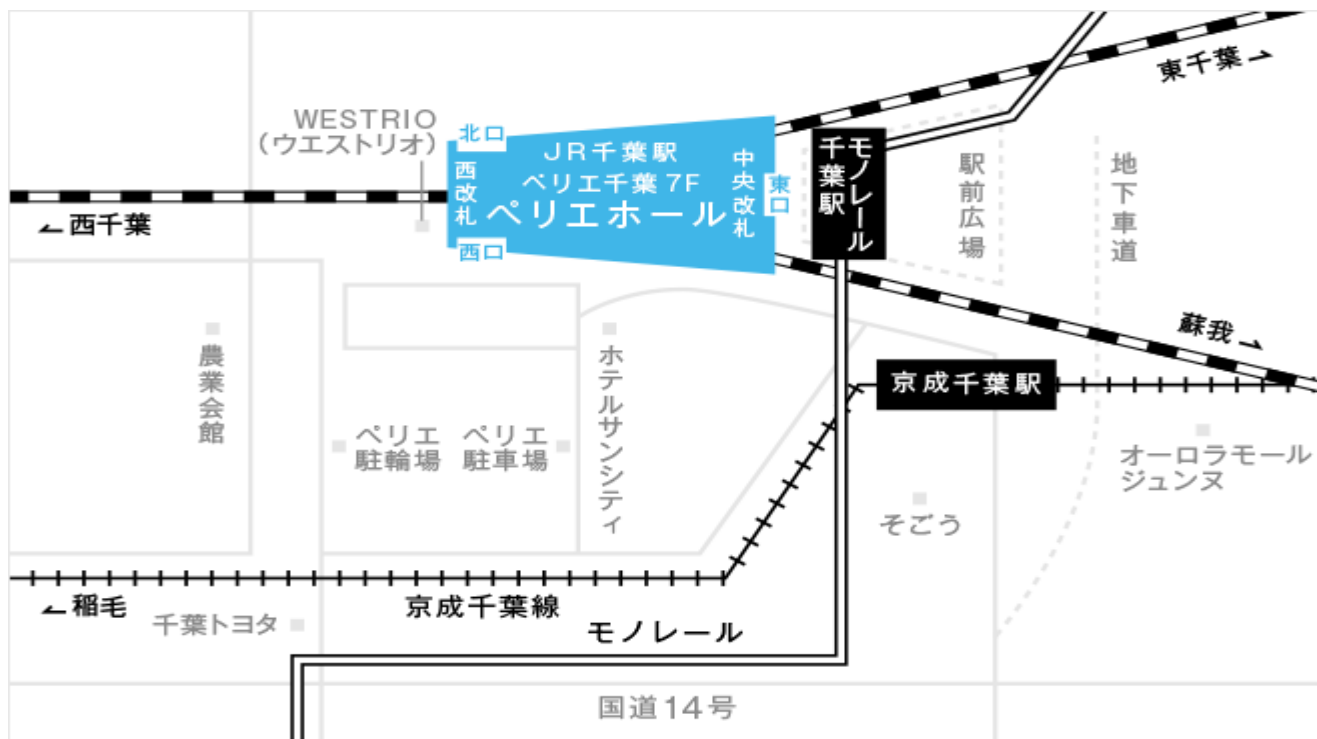 東千葉
WESTRIO
（ウエストリオ）
北口
JR千葉駅
ペリエ千葉 7F
ペリエホール
西改札
中央改札
東口
西口
モノレール
千葉駅
駅前広場
地下車道
西千葉
蘇我
農業会館
ホテルサンシティ
京成千葉駅
ペリエ
駐輪場
ペリエ
駐車場
オーロラモール
ジュンヌ
そごう
稲毛
京成千葉線
千葉トヨタ
モノレール
国道14号